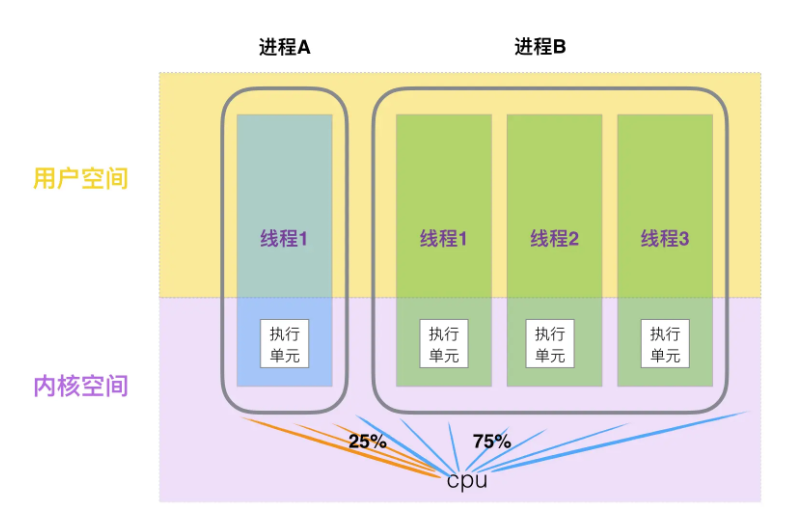 进程A
进程B
用户空间
线程1
线程1
线程2
线程3
执行
单元
执行
单元
执行
单元
执行
单元
内核空间
25%
75%
cpu